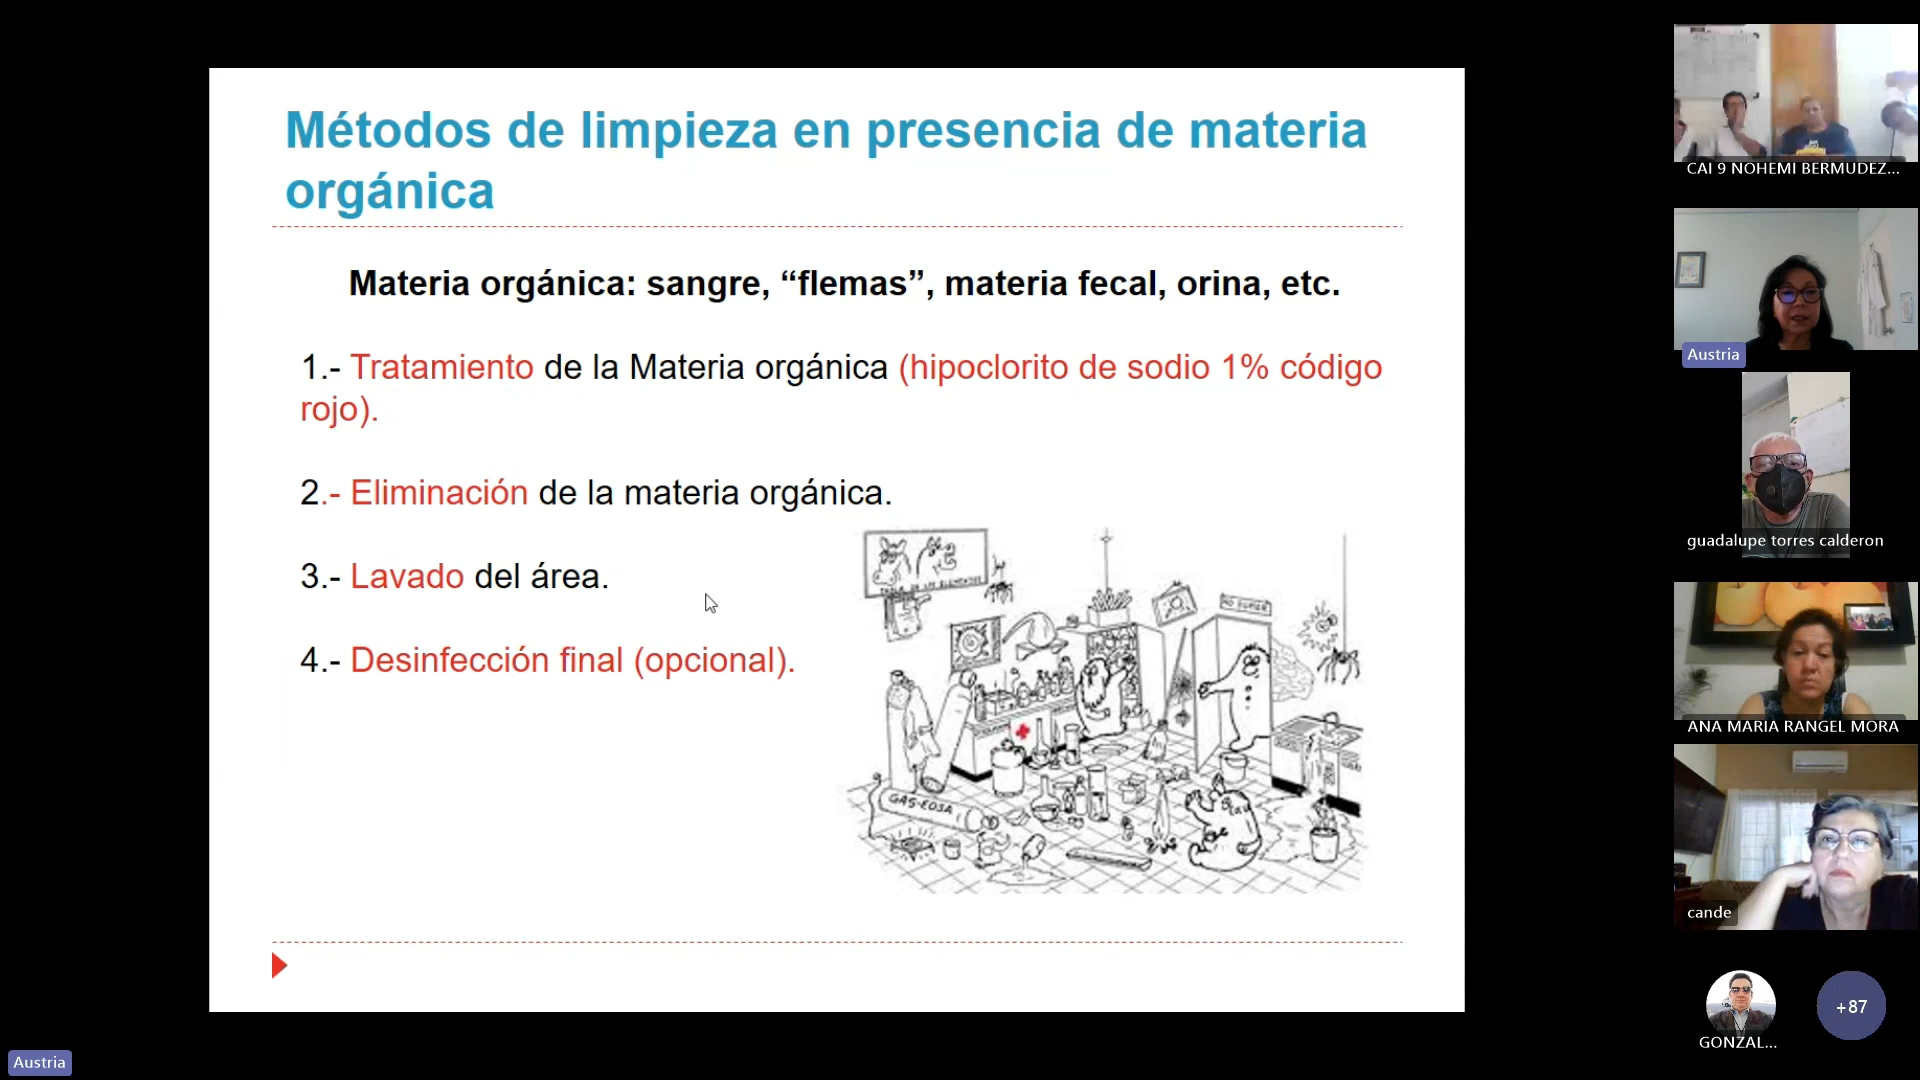 Métodos de limpieza en presencia de materia
orgánica
Materia orgánica: sangre, “flemas”, materia fecal, orina, etc.
1.- Tratamiento de la Materia orgánica (hipoclorito de sodio 1% código
rojo).
2.- Eliminación de la materia orgánica.
3.- Lavado del área.
4.- Desinfección final (opcional).
GAS-EOSA
CAI 9 NOHEMI BERMUDEZ...
Austria
guadalupe torres calderon
ANA MARIA RANGEL MORA
cande
GONZAL...
+87
Austria